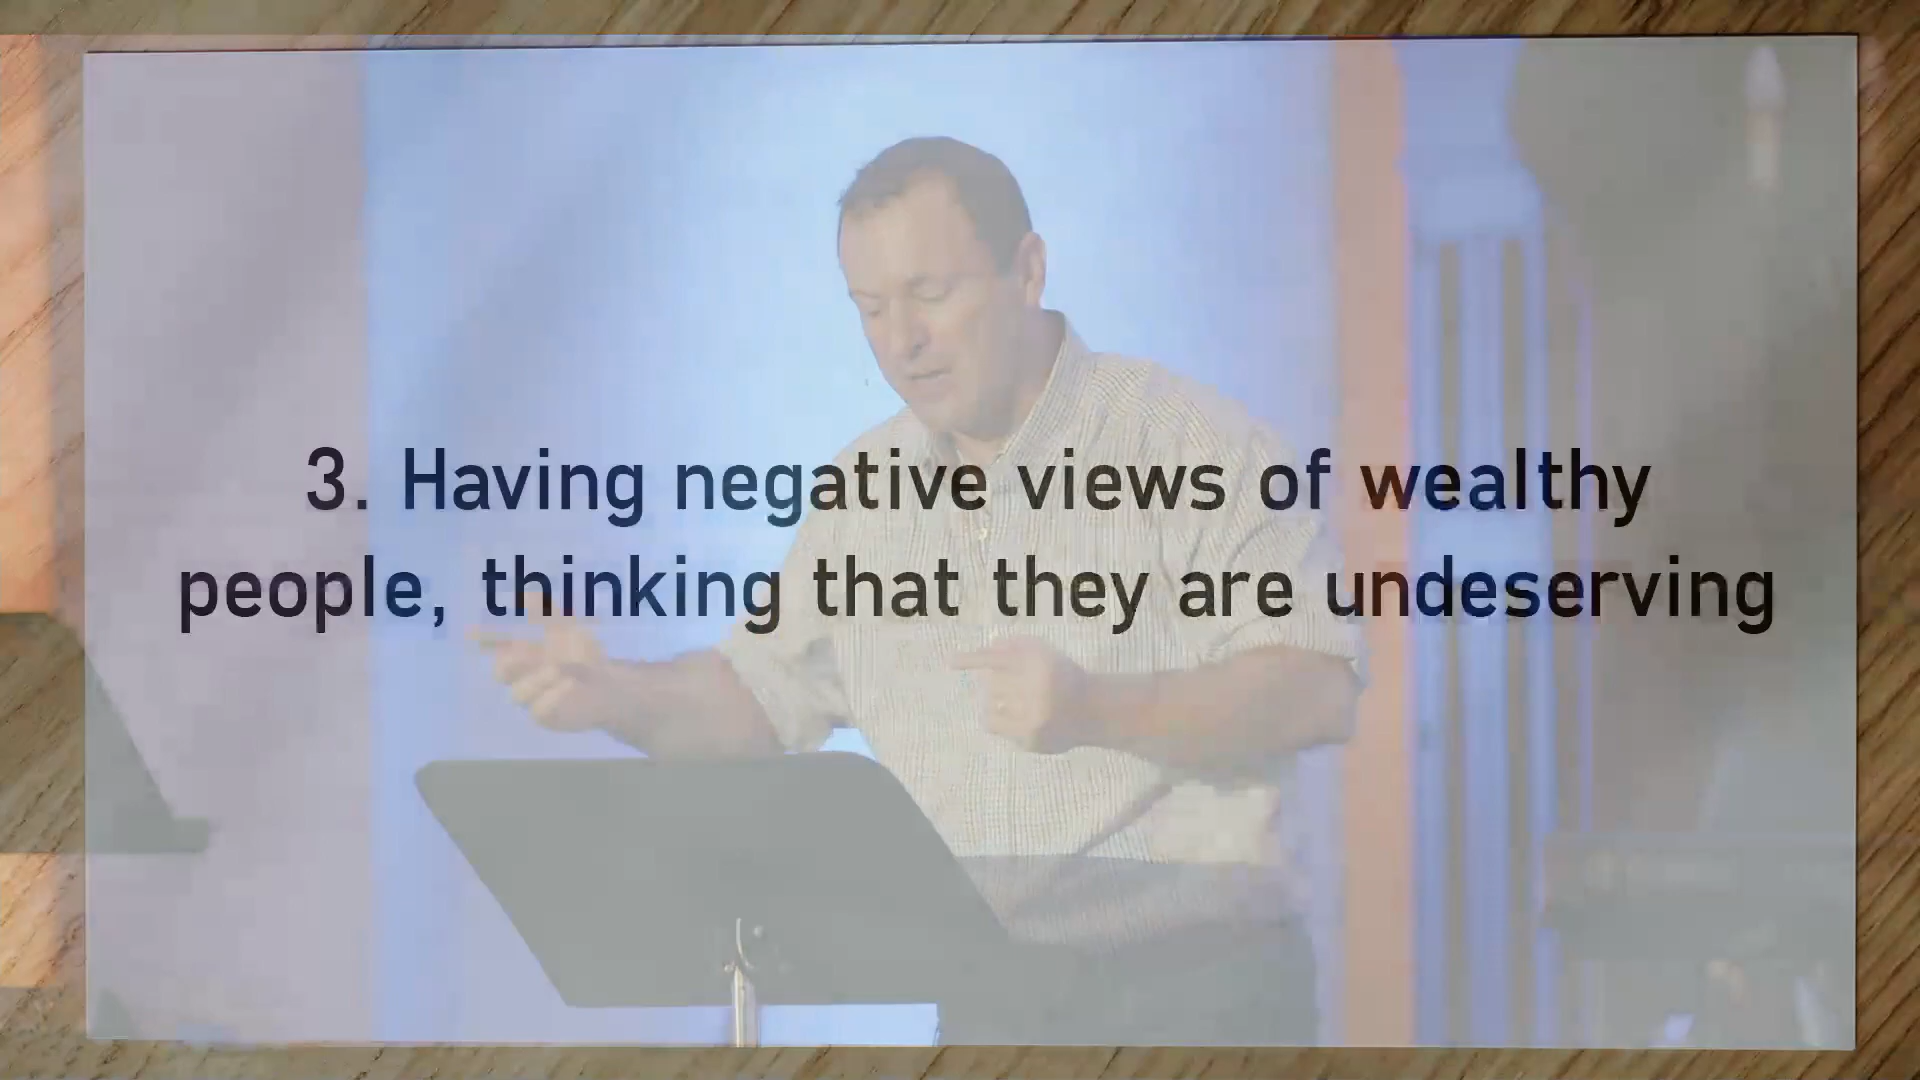 3. Having negative views of wealthy
people, thinking that they are undeserving